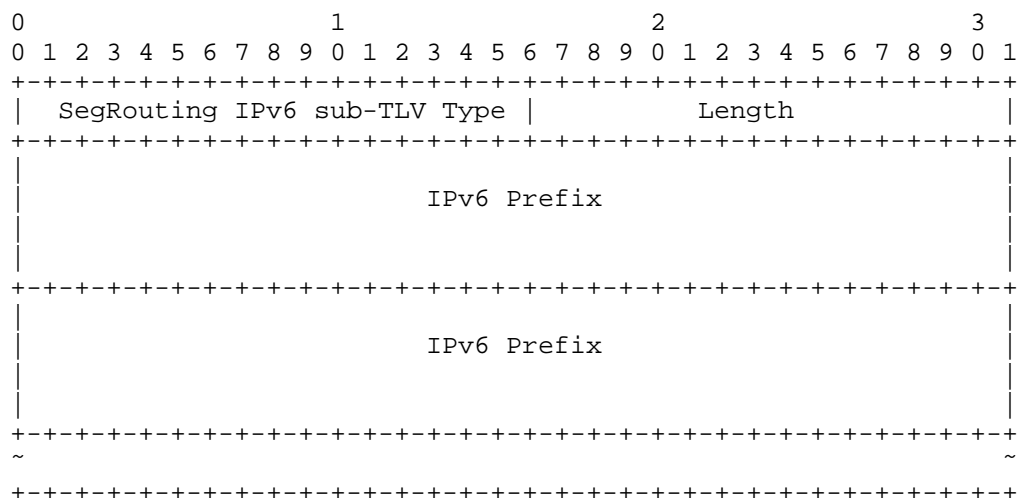 0                   1                   2                   3
0 1 2 3 4 5 6 7 8 9 0 1 2 3 4 5 6 7 8 9 0 1 2 3 4 5 6 7 8 9 0 1
+-+-+-+-+-+-+-+-+-+-+-+-+-+-+-+-+-+-+-+-+-+-+-+-+-+-+-+-+-+-+-+
|  SegRouting IPv6 sub-TLV Type |          Length             |
+-+-+-+-+-+-+-+-+-+-+-+-+-+-+-+-+-+-+-+-+-+-+-+-+-+-+-+-+-+-+-+
|                                                             |
|                         IPv6 Prefix                         |
|                                                             |
|                                                             |
+-+-+-+-+-+-+-+-+-+-+-+-+-+-+-+-+-+-+-+-+-+-+-+-+-+-+-+-+-+-+-+
|                                                             |
|                         IPv6 Prefix                         |
|                                                             |
|                                                             |
+-+-+-+-+-+-+-+-+-+-+-+-+-+-+-+-+-+-+-+-+-+-+-+-+-+-+-+-+-+-+-+
~                                                             ~
+-+-+-+-+-+-+-+-+-+-+-+-+-+-+-+-+-+-+-+-+-+-+-+-+-+-+-+-+-+-+-+